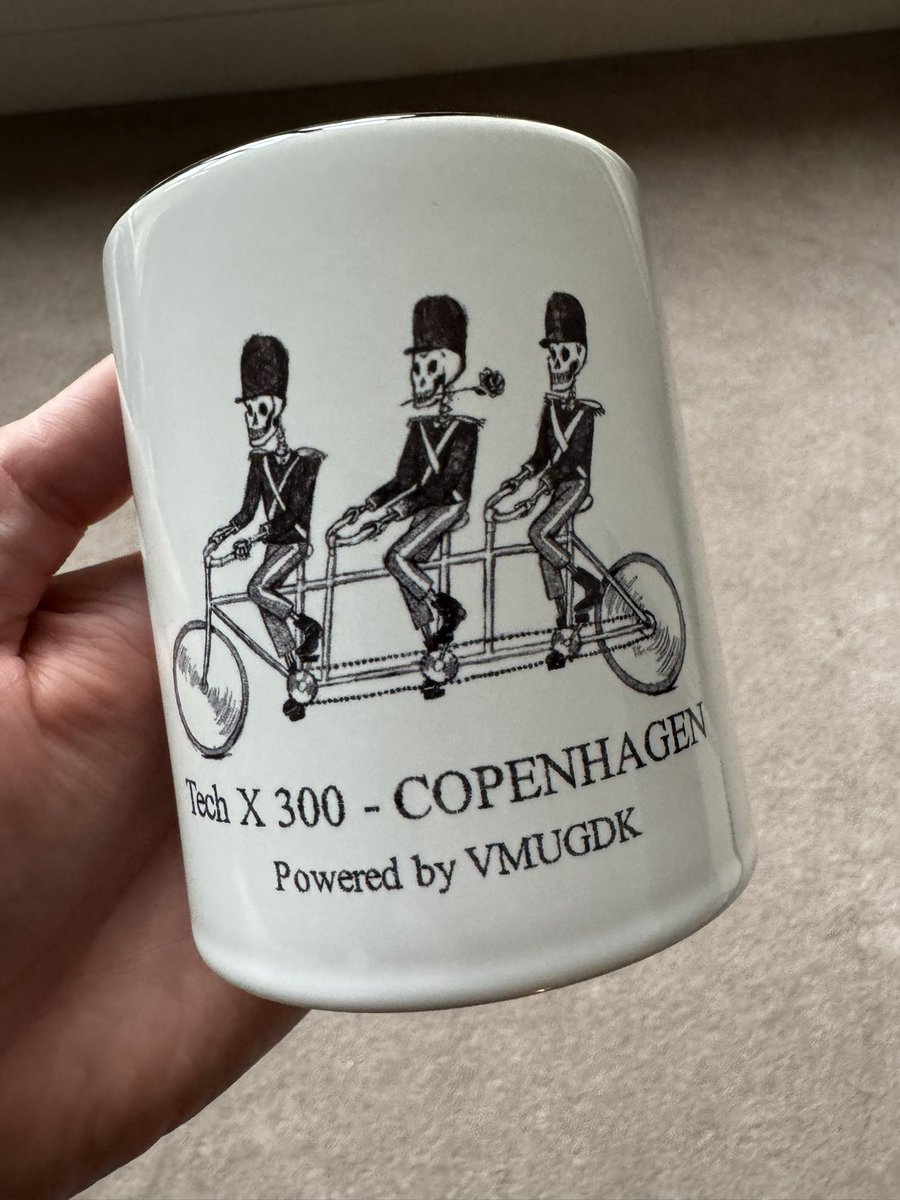 Tech X 300 - COPENHAGEN
Powered by VMUGDK